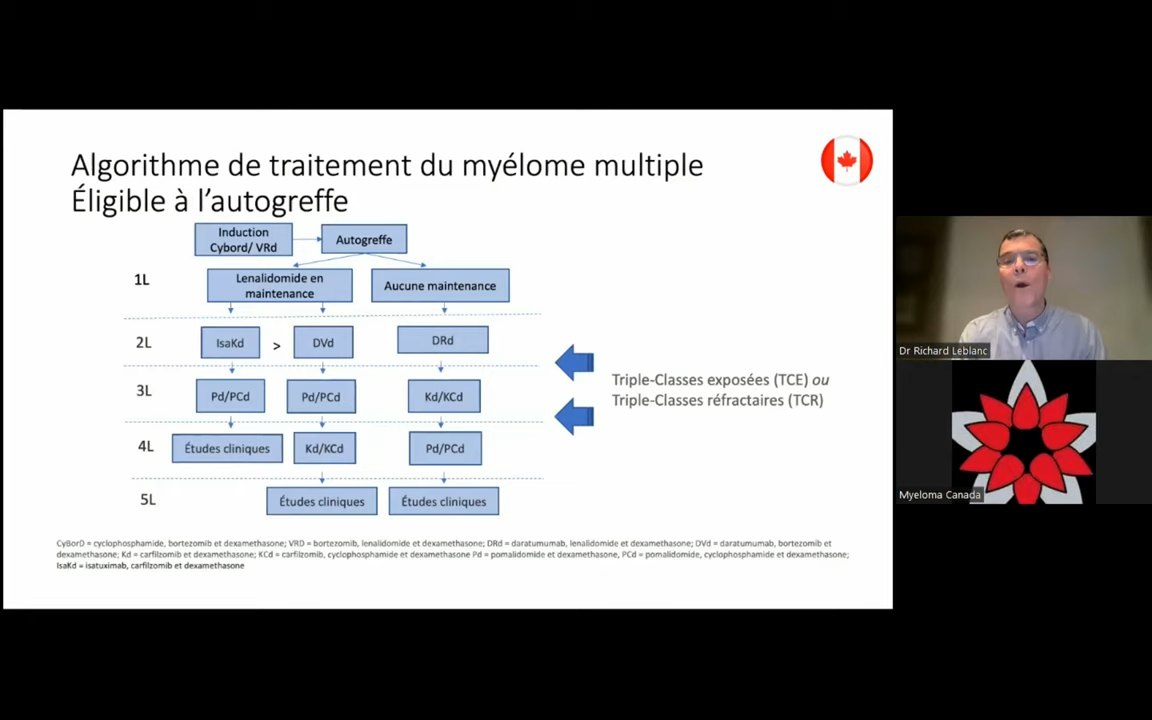 Algorithme de traitement du myélome multiple
Éligible à l'autogreffe
Induction
Cybord/ VRd
Autogreffe
1L
Lenalidomide en
maintenance
Aucune maintenance
2L
IsaKd
>
DVd
DRd
3L
Pd/PCd
Pd/PCd
Kd/KCd
Triple-Classes exposées (TCE) ou
Triple-Classes réfractaires (TCR)
4L
Études cliniques
Kd/KCd
Pd/PCd
5L
Études cliniques
Études cliniques
CyBorD = cyclophosphamide, bortezomib et dexamethasone; VRD = bortezomib, lenalidomide et dexamethasone; DRd = daratumumab, lenalidomide et dexamethasone; DVd = daratumumab, bortezomib et
dexamethasone; Kd = carfilzomib et dexamethasone; KCd = carfilzomib, cyclophosphamide et dexamethasone Pd = pomalidomide et dexamethasone, PCd = pomalidomide, cyclophosphamide et dexamethasone;
IsaKd = isatuximab, carfilzomib et dexamethasone
Dr Richard Leblanc
Myeloma Canada